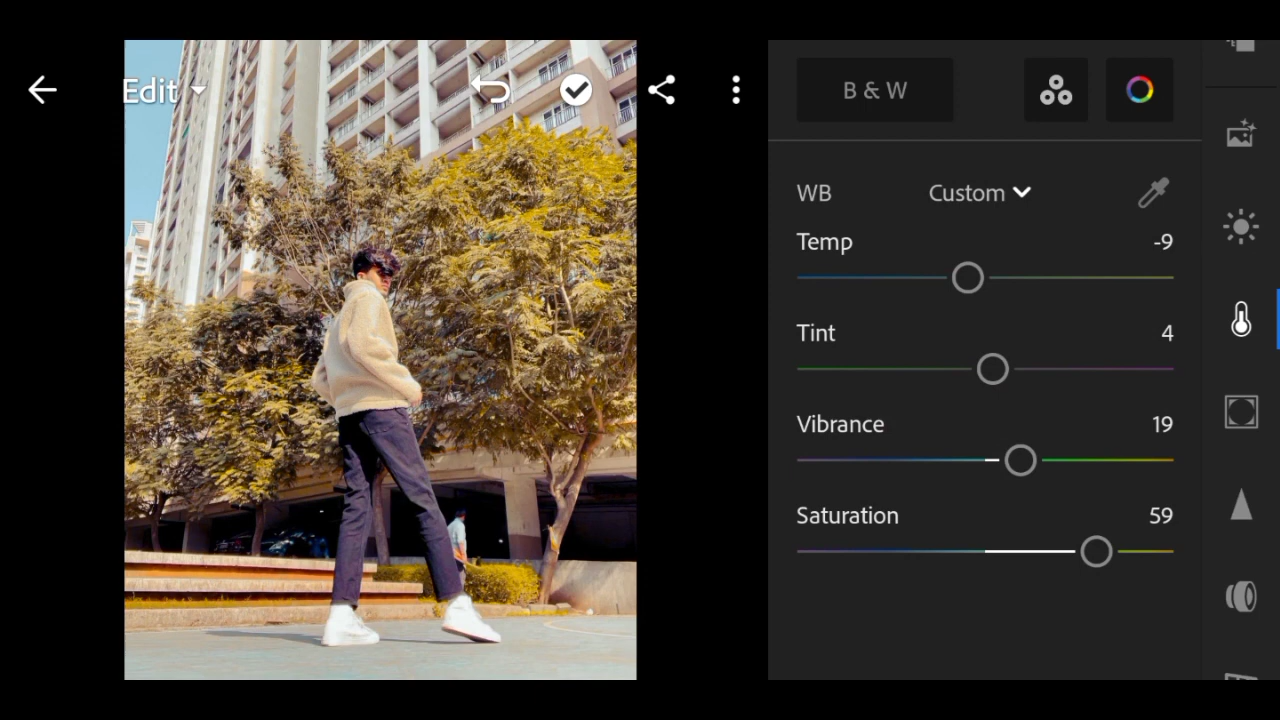 Edit
B & W
WB Custom
Temp -9
Tint 4
Vibrance 19
Saturation 59